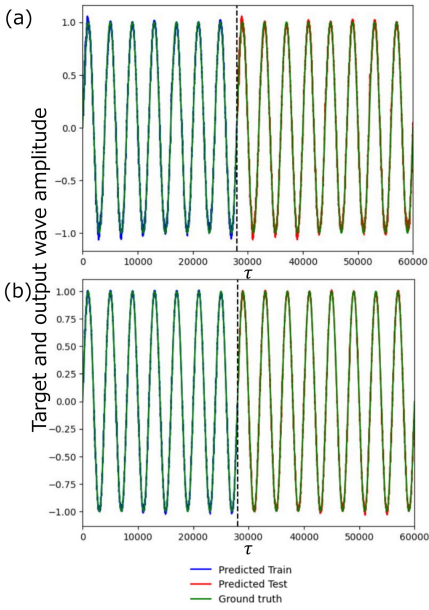 (a)
Target and output wave amplitude
1.0
0.5
0.0
−0.5
−1.0
0 10000 20000 30000 40000 50000 60000
τ
(b)
1.00
0.75
0.50
0.25
0.00
−0.25
−0.50
−0.75
−1.00
0 10000 20000 30000 40000 50000 60000
τ
Predicted Train
Predicted Test
Ground truth